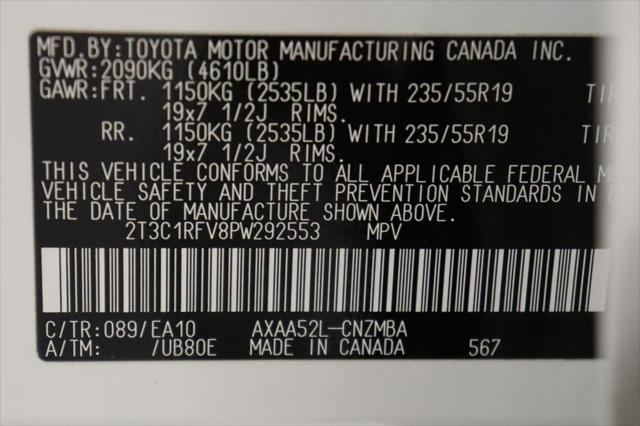 MFD.BY:TOYOTA MOTOR MANUFACTURING CANADA INC.
GVWR:2090KG (4610LB)
GAWR:FRT. 1150KG (2535LB) WITH 235/55R19
19x7 1/2J RIMS.
RR. 1150KG (2535LB) WITH 235/55R19
19x7 1/2J RIMS.
THIS VEHICLE CONFORMS TO ALL APPLICABLE FEDERAL
VEHICLE SAFETY AND THEFT PREVENTION STANDARDS IN
THE DATE OF MANUFACTURE SHOWN ABOVE.
2T3C1RFV8PW292553 MPV
C/TR:089/EA10 AXAA52L-CNZMBA
A/TM: /UB80E MADE IN CANADA 567